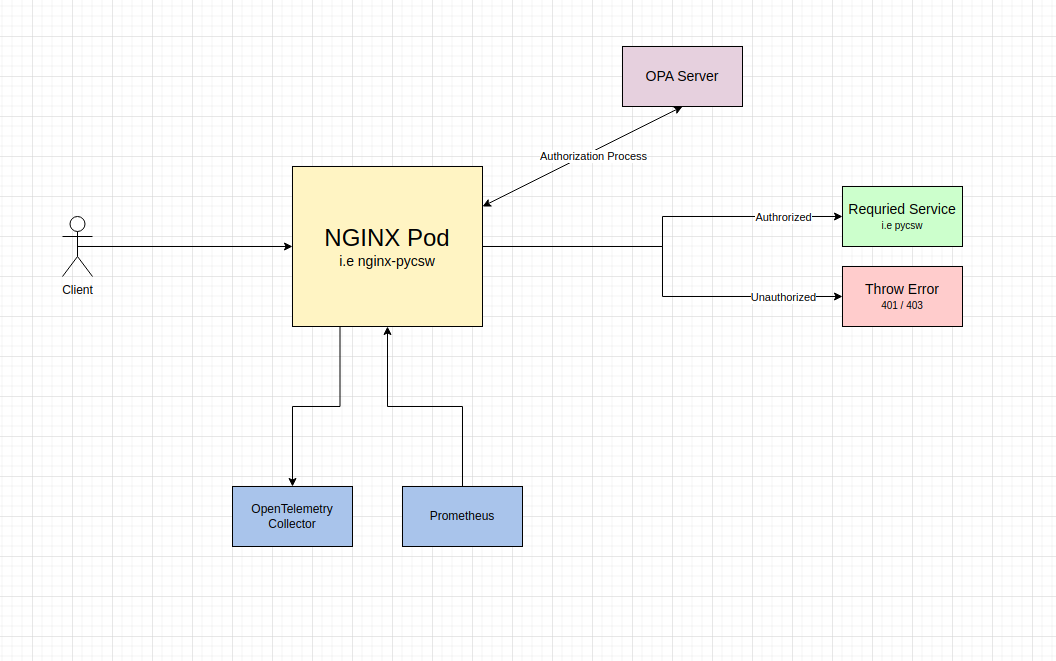 OPA Server
Authorization Process
NGINX Pod
i.e nginx-pycsw
Client
Authrorized
Requried Service
i.e pycsw
Unauthorized
Throw Error
401 / 403
OpenTelemetry
Collector
Prometheus